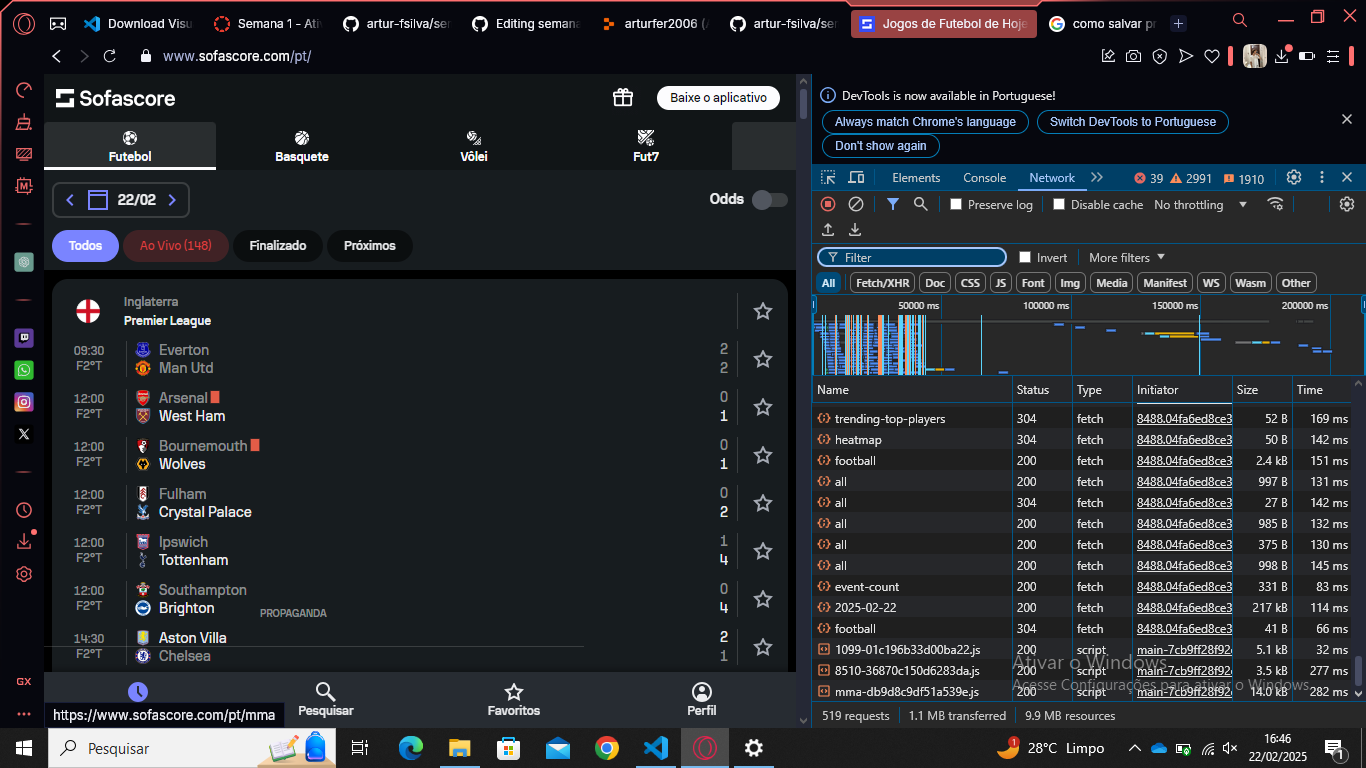 Download Visu
Semana 1 - Ativ
artur-fsilva/ser
Editing semana
arturfer2006 (A
artur-fsilva/ser
Jogos de Futebol de Hoje
como salvar pr
www.sofascore.com/pt/
Sofascore
Baixe o aplicativo
Futebol
Basquete
Vôlei
Fut7
22/02
Odds
Todos
Ao Vivo (148)
Finalizado
Próximos
Inglaterra
Premier League
09:30 Everton 2
F2°T Man Utd 2
12:00 Arsenal 0
F2°T West Ham 1
12:00 Bournemouth 0
F2°T Wolves 1
12:00 Fulham 0
F2°T Crystal Palace 2
12:00 Ipswich 1
F2°T Tottenham 4
12:00 Southampton 0
F2°T Brighton 4
PROPAGANDA
14:30 Aston Villa 2
F2°T Chelsea 1
Pesquisar
Favoritos
Perfil
https://www.sofascore.com/pt/mma
GX
DevTools is now available in Portuguese!
Always match Chrome's language
Switch DevTools to Portuguese
Don't show again
Elements Console Network 39 2991 1910
Preserve log Disable cache No throttling
Filter Invert More filters
All Fetch/XHR Doc CSS JS Font Img Media Manifest WS Wasm Other
50000 ms 100000 ms 150000 ms 200000 ms
Name Status Type Initiator Size Time
trending-top-players 304 fetch 8488.04fa6ed8ce3 52 B 169 ms
heatmap 304 fetch 8488.04fa6ed8ce3 50 B 142 ms
football 200 fetch 8488.04fa6ed8ce3 2.4 kB 151 ms
all 200 fetch 8488.04fa6ed8ce3 997 B 131 ms
all 304 fetch 8488.04fa6ed8ce3 27 B 142 ms
all 200 fetch 8488.04fa6ed8ce3 985 B 132 ms
all 200 fetch 8488.04fa6ed8ce3 375 B 130 ms
all 200 fetch 8488.04fa6ed8ce3 998 B 145 ms
event-count 200 fetch 8488.04fa6ed8ce3 331 B 83 ms
2025-02-22 200 fetch 8488.04fa6ed8ce3 217 kB 114 ms
football 304 fetch 8488.04fa6ed8ce3 41 B 66 ms
1099-01c196b33d00ba22.js 200 script main-7cb9ff28f92 5.1 kB 32 ms
8510-36870c150d6283da.js 200 script main-7cb9ff28f92 3.5 kB 277 ms
mma-db9d8c9df51a539e.js 200 script main-7cb9ff28f92 14.0 kB 282 ms
Ativar o Windows
Acesse Configurações para ativar o Windows.
519 requests 1.1 MB transferred 9.9 MB resources
Pesquisar
28°C Limpo
16:46
22/02/2025
1